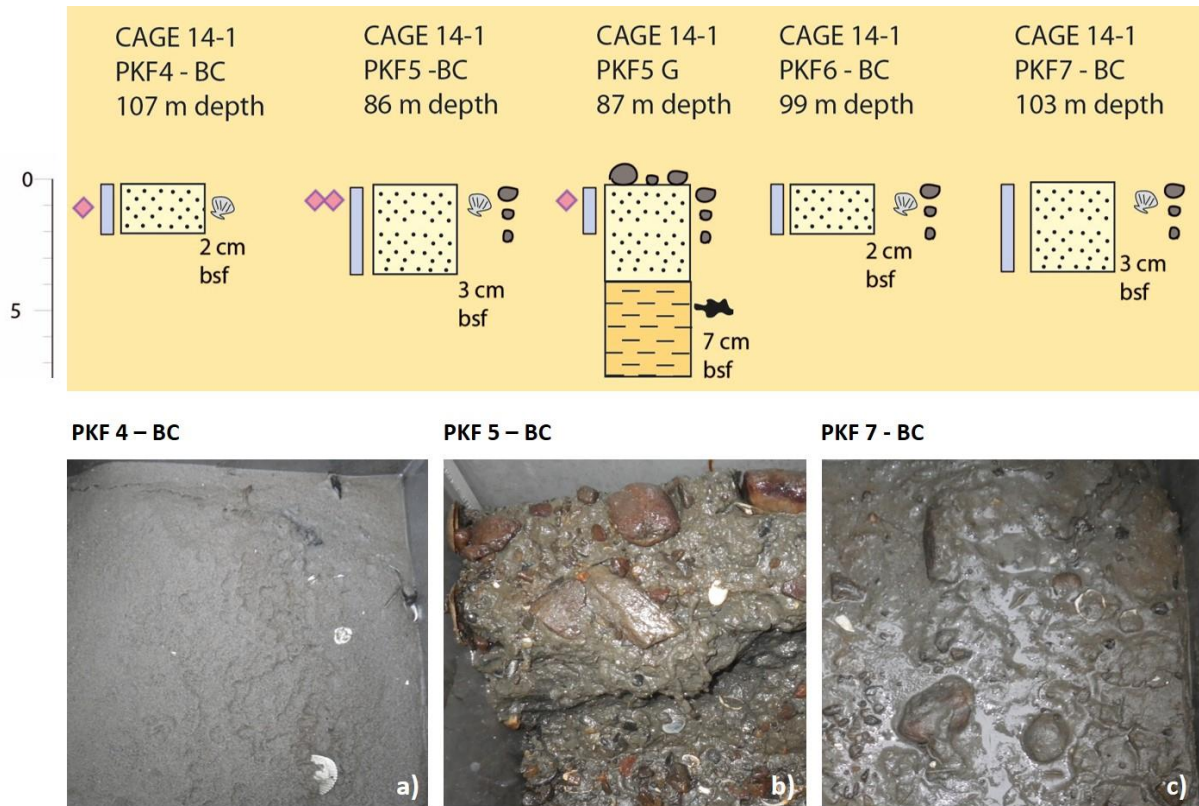 CAGE 14-1
PKF4 - BC
107 m depth
CAGE 14-1
PKF5 -BC
86 m depth
CAGE 14-1
PKF5 G
87 m depth
CAGE 14-1
PKF6 - BC
99 m depth
CAGE 14-1
PKF7 - BC
103 m depth
0
5
2 cm
bsf
3 cm
bsf
7 cm
bsf
2 cm
bsf
3 cm
bsf
PKF 4 – BC
PKF 5 – BC
PKF 7 - BC
a)
b)
c)